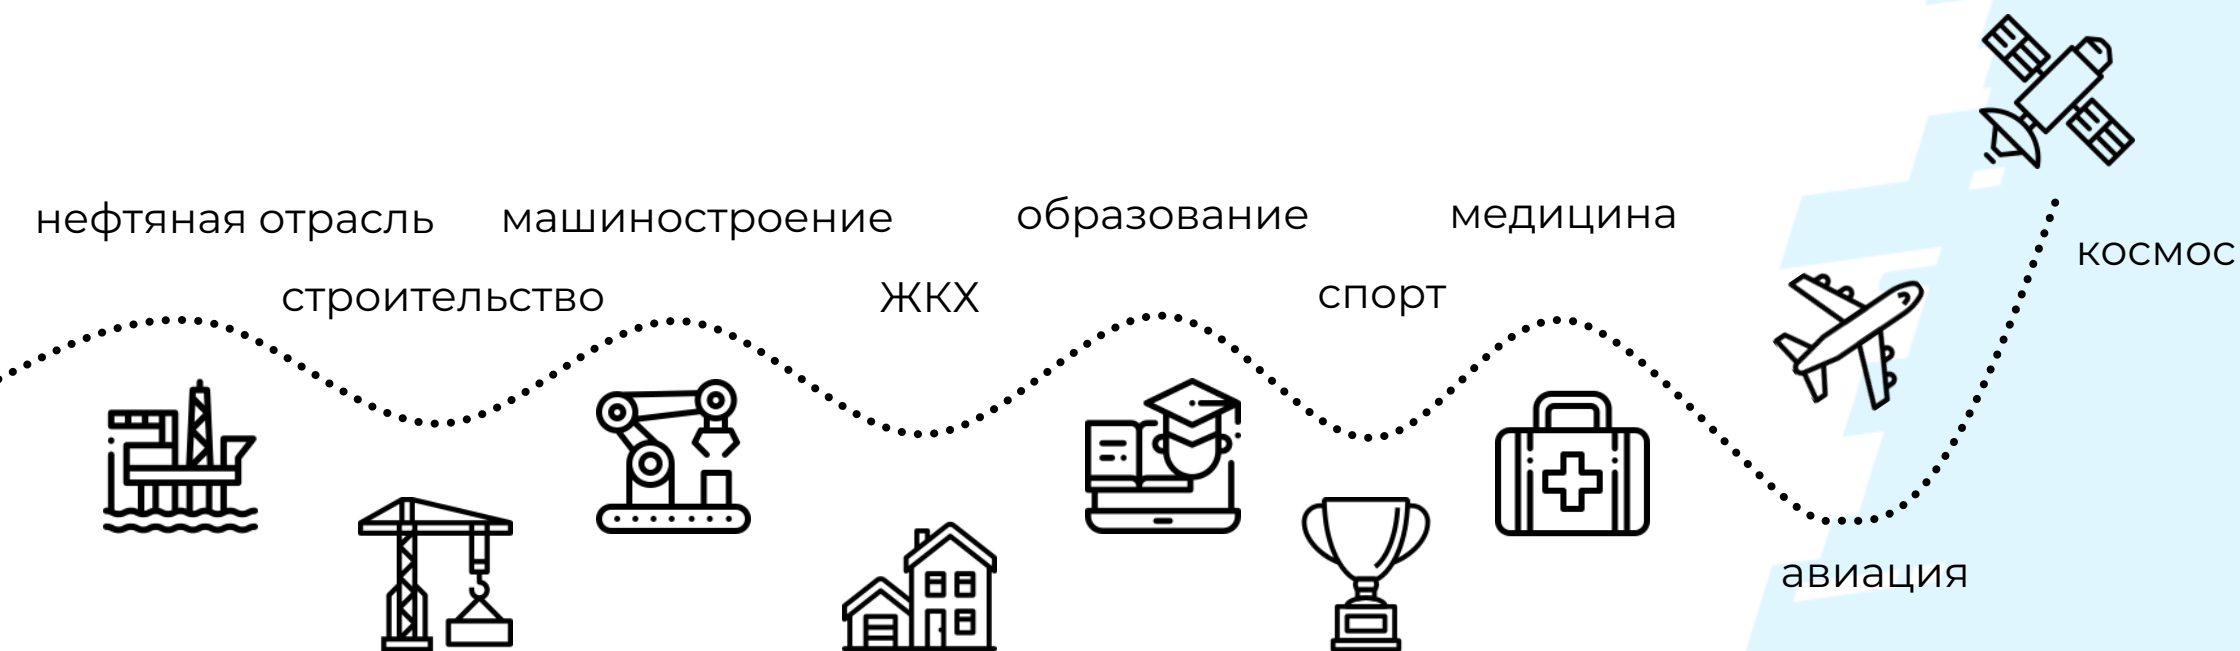 нефтяная отрасль
строительство
машиностроение
ЖКХ
образование
спорт
медицина
авиация
космос